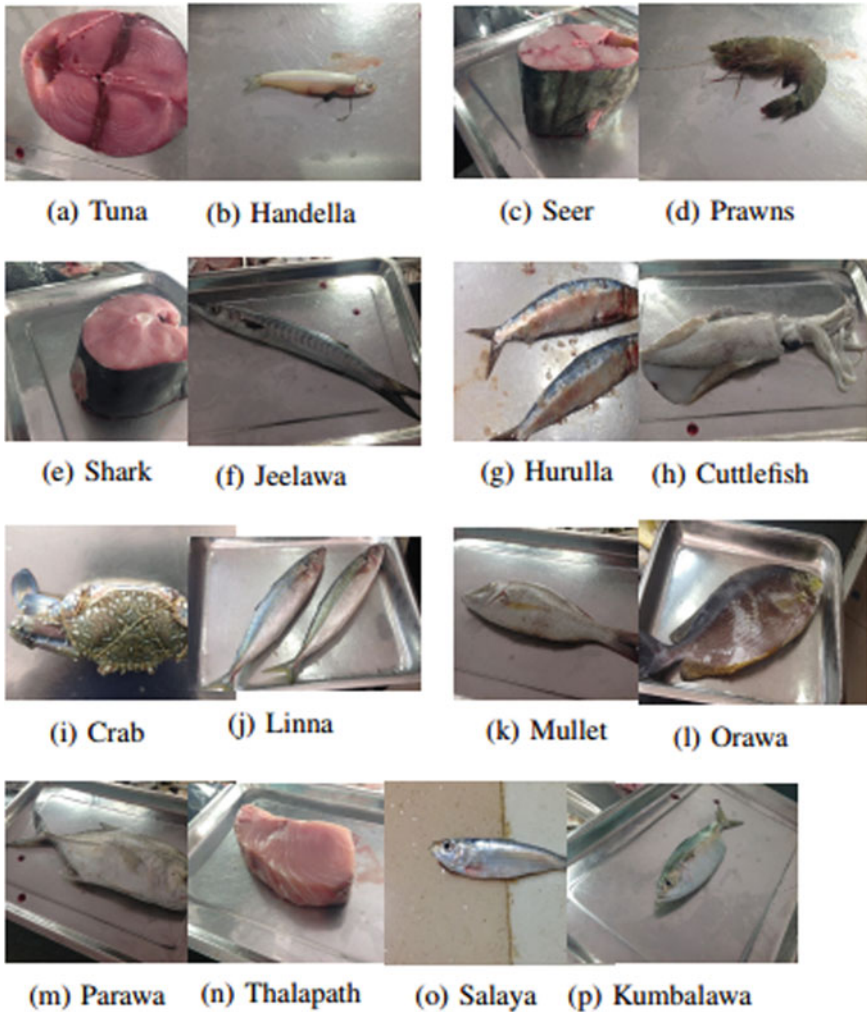 (a) Tuna (b) Handella (c) Seer (d) Prawns
(e) Shark (f) Jeelawa (g) Hurulla (h) Cuttlefish
(i) Crab (j) Linna (k) Mullet (l) Orawa
(m) Parawa (n) Thalapath (o) Salaya (p) Kumbalawa